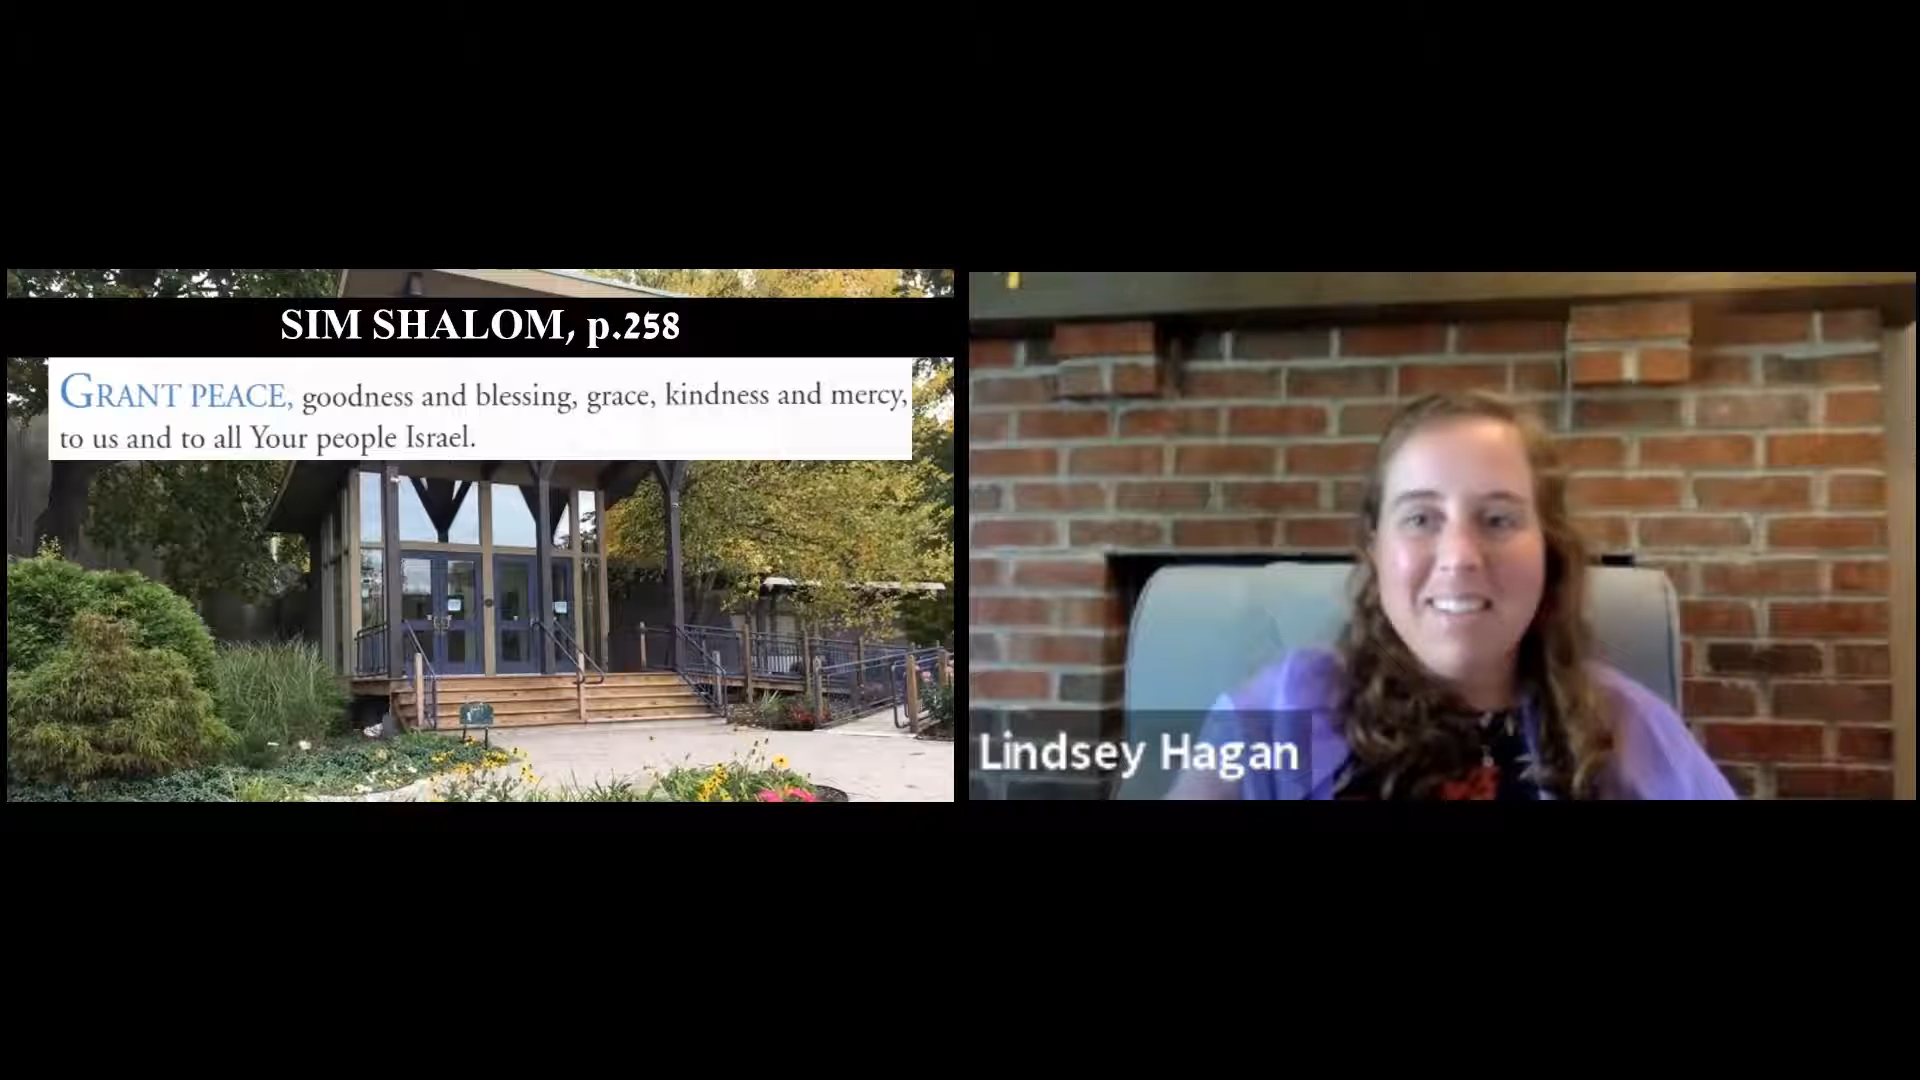 SIM SHALOM, p.258
GRANT PEACE, goodness and blessing, grace, kindness and mercy,
to us and to all Your people Israel.
Lindsey Hagan